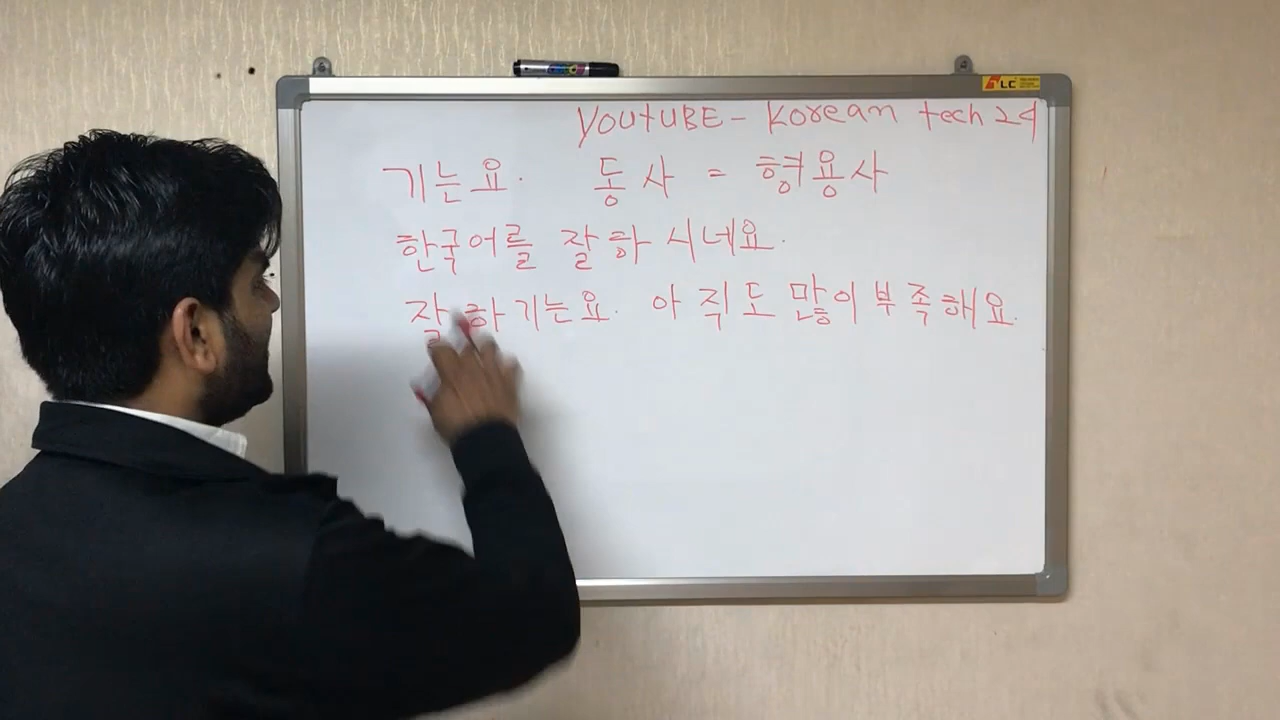 YOUTUBE - Korean tech 24
기는요. 동사 = 형용사
한국어를 잘하시네요.
잘하기는요. 아직도 많이부족해요.
LC